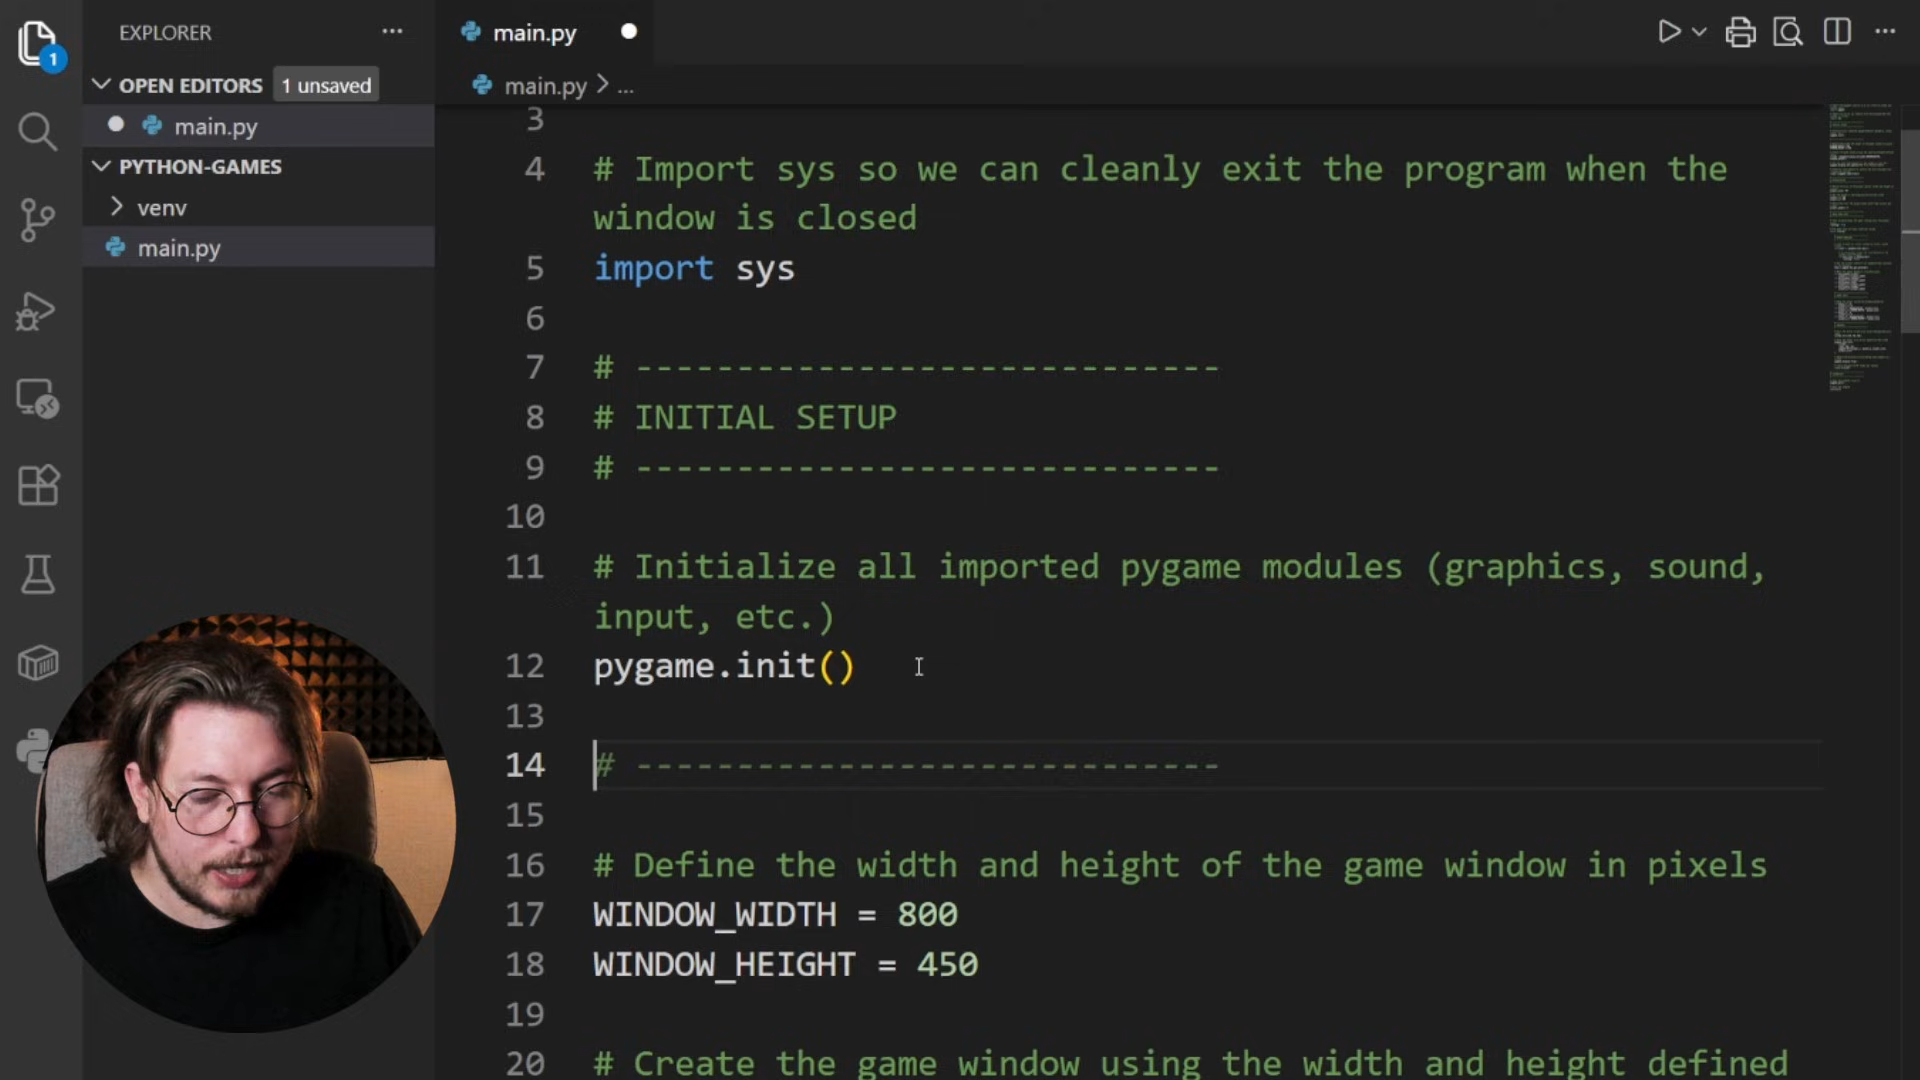 EXPLORER
main.py
OPEN EDITORS 1 unsaved
main.py
PYTHON-GAMES
venv
main.py
1
main.py > ...
3
4 # Import sys so we can cleanly exit the program when the
window is closed
5 import sys
6
7 # -----------------------------
8 # INITIAL SETUP
9 # -----------------------------
10
11 # Initialize all imported pygame modules (graphics, sound,
input, etc.)
12 pygame.init()
13
14 # -----------------------------
15
16 # Define the width and height of the game window in pixels
17 WINDOW_WIDTH = 800
18 WINDOW_HEIGHT = 450
19
20 # Create the game window using the width and height defined